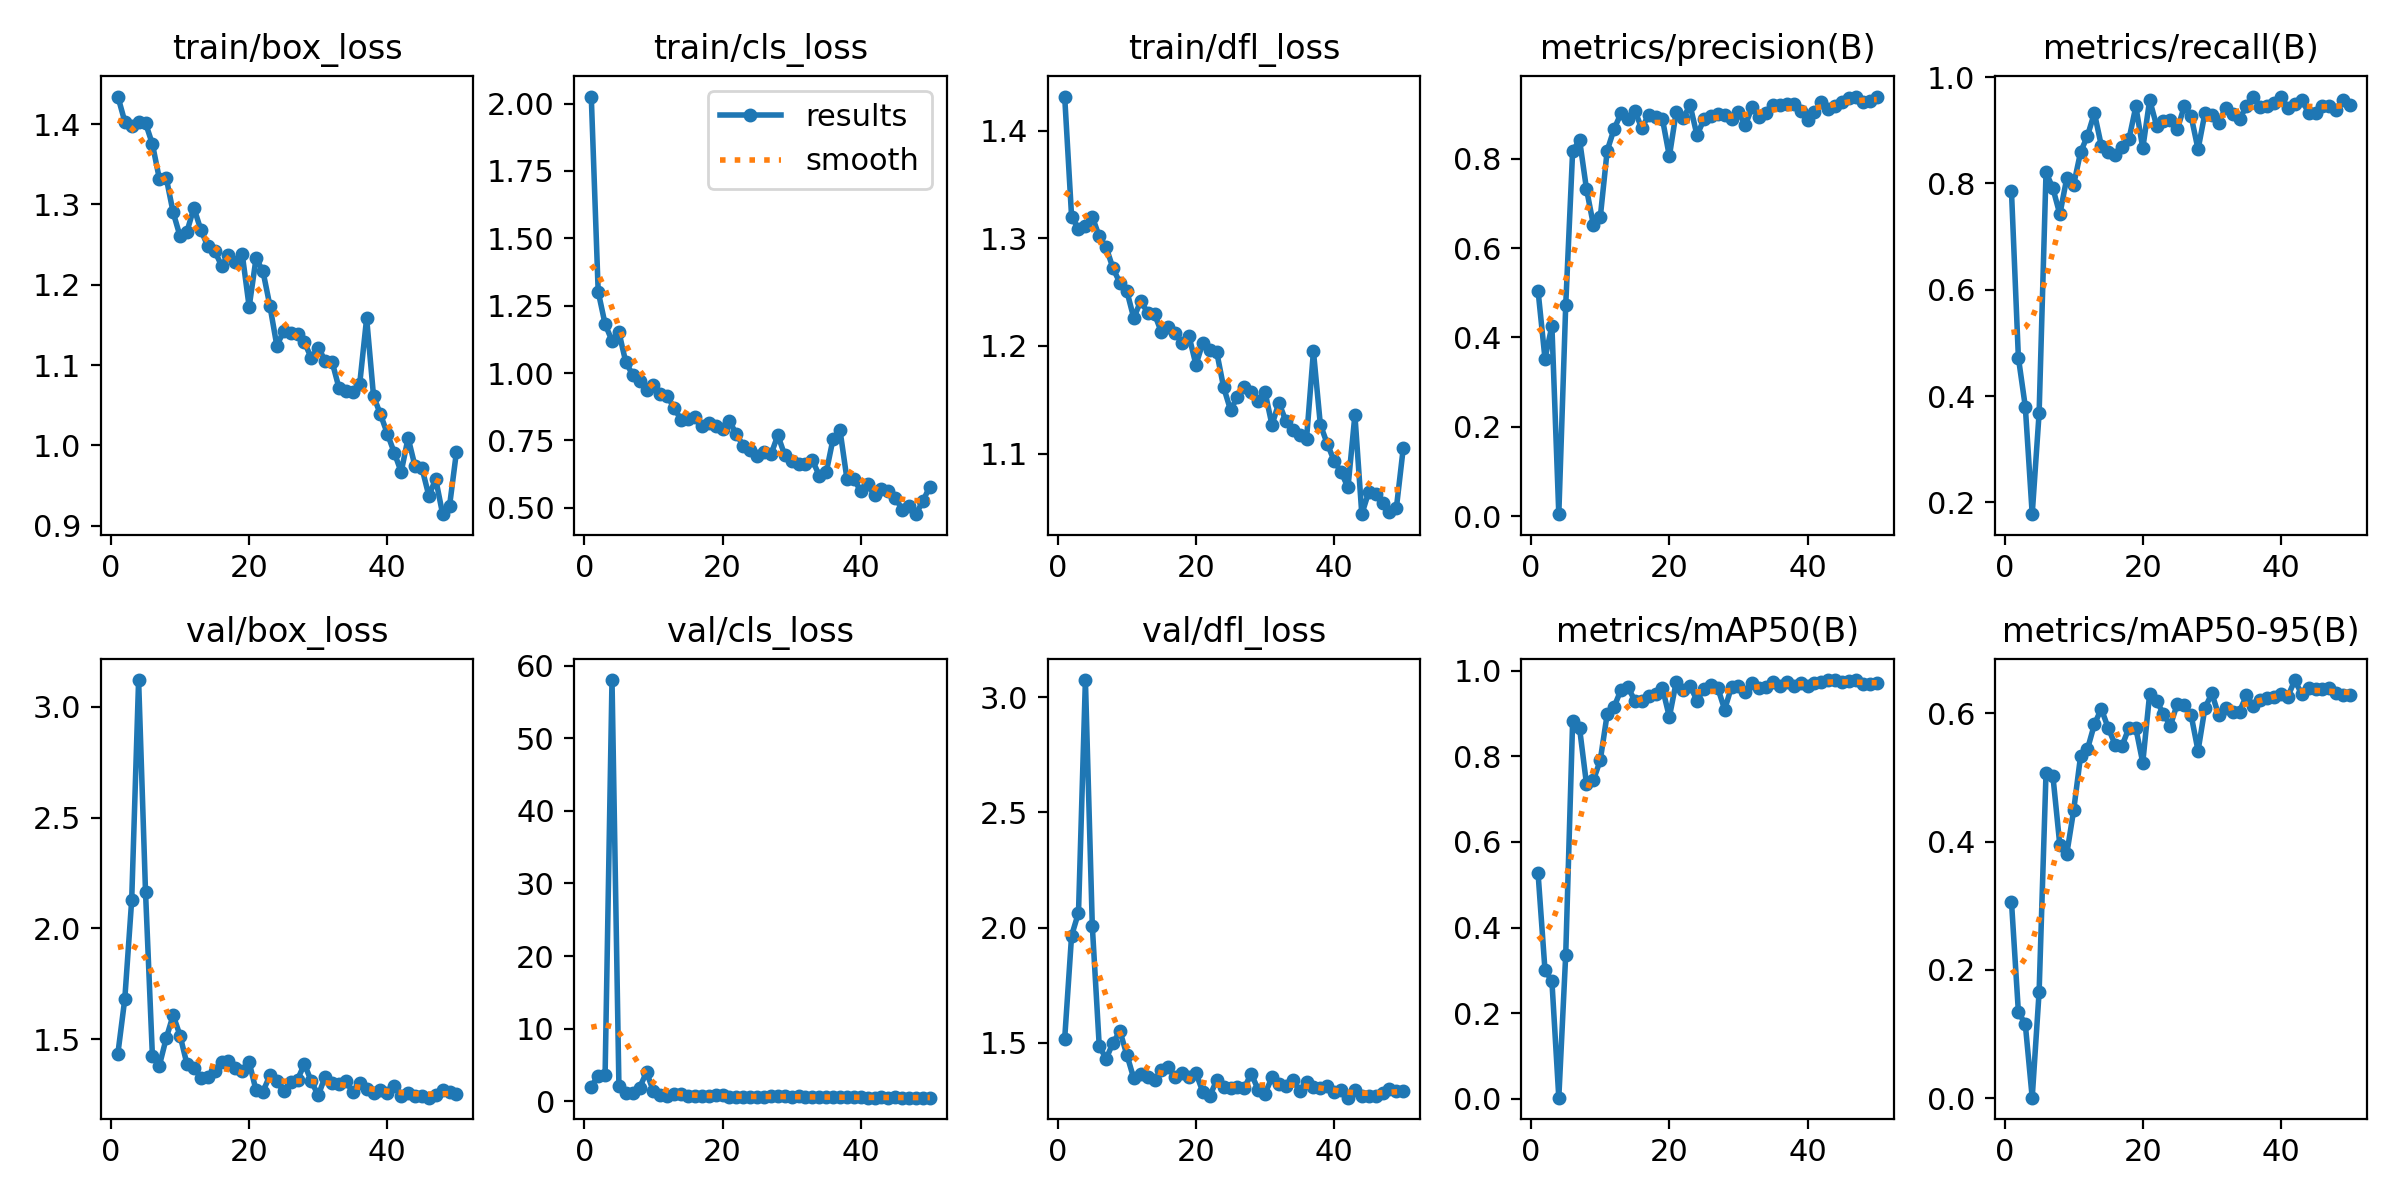 train/box_loss
1.4
1.3
1.2
1.1
1.0
0.9
0 20 40
train/cls_loss
results
smooth
2.00
1.75
1.50
1.25
1.00
0.75
0.50
0 20 40
train/dfl_loss
1.4
1.3
1.2
1.1
0 20 40
metrics/precision(B)
0.8
0.6
0.4
0.2
0.0
0 20 40
metrics/recall(B)
1.0
0.8
0.6
0.4
0.2
0 20 40
val/box_loss
3.0
2.5
2.0
1.5
0 20 40
val/cls_loss
60
50
40
30
20
10
0
0 20 40
val/dfl_loss
3.0
2.5
2.0
1.5
0 20 40
metrics/mAP50(B)
1.0
0.8
0.6
0.4
0.2
0.0
0 20 40
metrics/mAP50-95(B)
0.6
0.4
0.2
0.0
0 20 40